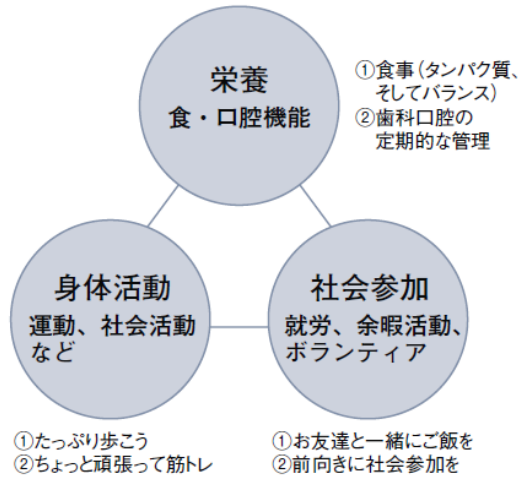 栄養
食・口腔機能
①食事（タンパク質、
そしてバランス）
②歯科口腔の
定期的な管理
身体活動
運動、社会活動
など
①たっぷり歩こう
②ちょっと頑張って筋トレ
社会参加
就労、余暇活動、
ボランティア
①お友達と一緒にご飯を
②前向きに社会参加を